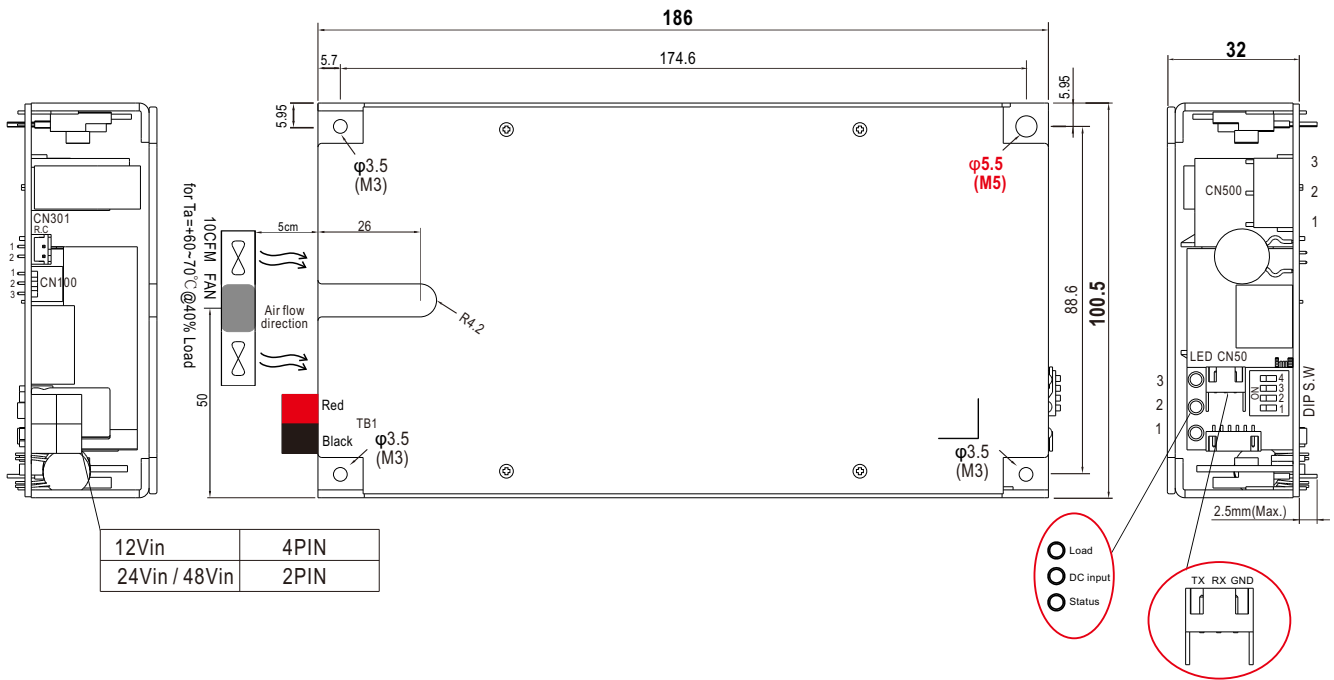 186
5.7
174.6
5.95
5.95
φ3.5
(M3)
φ5.5
(M5)
for Ta=+60~70℃@40% Load
10CFM FAN
5cm
26
Air flow
direction
R4.2
50
88.6
100.5
Red
Black
TB1
φ3.5
(M3)
φ3.5
(M3)
CN301
R.C
1
2
1
2
3
CN100
12Vin 4PIN
24Vin / 48Vin 2PIN
32
CN500
3
2
1
LED CN50
3
2
1
ON
4
3
2
1
DIP S.W
2.5mm(Max.)
Load
DC input
Status
TX RX GND